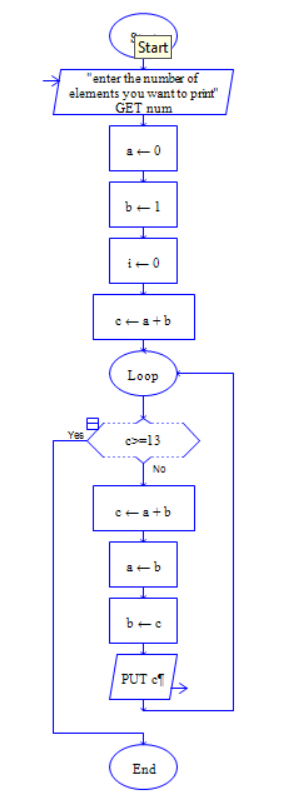 Start
"enter the number of
elements you want to print"
GET num
a ← 0
b ← 1
i ← 0
c ← a + b
Loop
Yes
c>=13
No
c ← a + b
a ← b
b ← c
PUT c¶
End